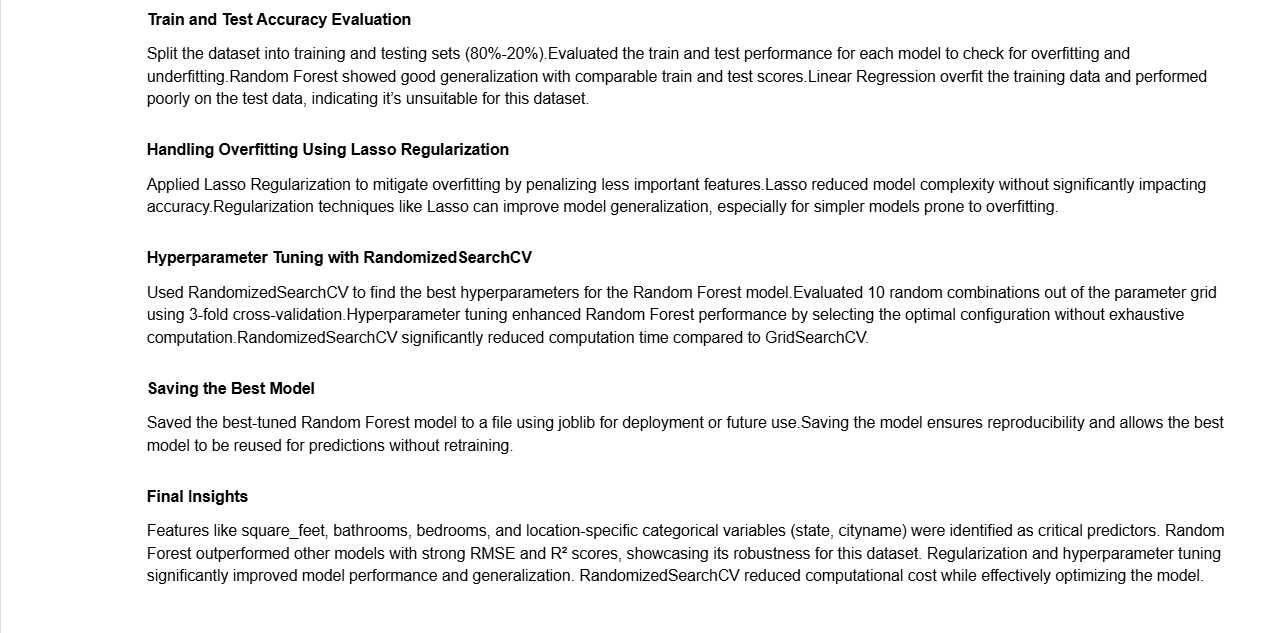 Train and Test Accuracy Evaluation
Split the dataset into training and testing sets (80%-20%).Evaluated the train and test performance for each model to check for overfitting and
underfitting.Random Forest showed good generalization with comparable train and test scores.Linear Regression overfit the training data and performed
poorly on the test data, indicating it’s unsuitable for this dataset.
Handling Overfitting Using Lasso Regularization
Applied Lasso Regularization to mitigate overfitting by penalizing less important features.Lasso reduced model complexity without significantly impacting
accuracy.Regularization techniques like Lasso can improve model generalization, especially for simpler models prone to overfitting.
Hyperparameter Tuning with RandomizedSearchCV
Used RandomizedSearchCV to find the best hyperparameters for the Random Forest model.Evaluated 10 random combinations out of the parameter grid
using 3-fold cross-validation.Hyperparameter tuning enhanced Random Forest performance by selecting the optimal configuration without exhaustive
computation.RandomizedSearchCV significantly reduced computation time compared to GridSearchCV.
Saving the Best Model
Saved the best-tuned Random Forest model to a file using joblib for deployment or future use.Saving the model ensures reproducibility and allows the best
model to be reused for predictions without retraining.
Final Insights
Features like square_feet, bathrooms, bedrooms, and location-specific categorical variables (state, cityname) were identified as critical predictors. Random
Forest outperformed other models with strong RMSE and R² scores, showcasing its robustness for this dataset. Regularization and hyperparameter tuning
significantly improved model performance and generalization. RandomizedSearchCV reduced computational cost while effectively optimizing the model.